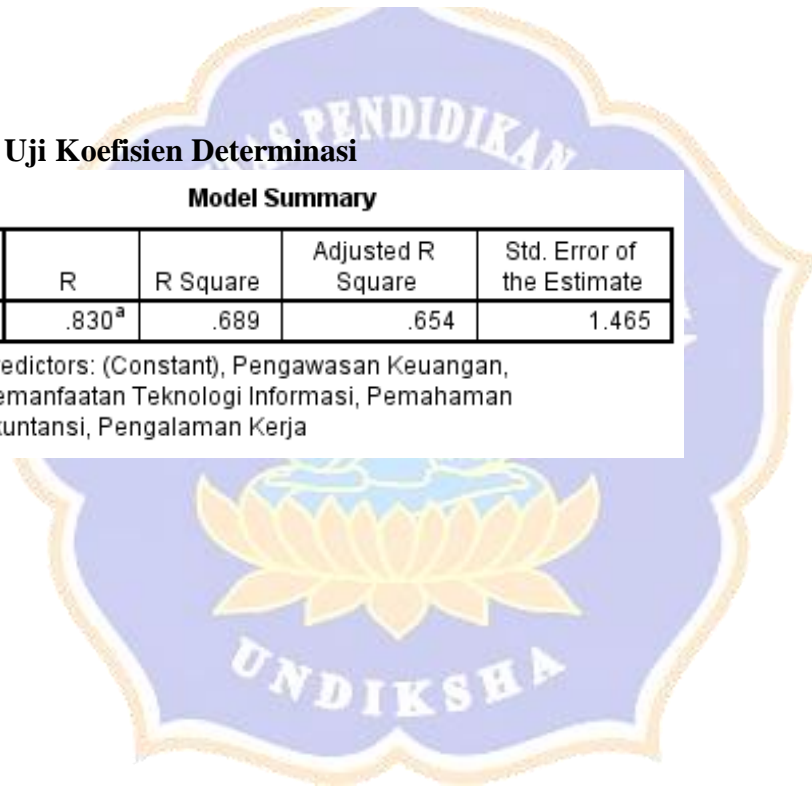 PENDIDIKAN
Uji Koefisien Determinasi
Model Summary
R R Square Adjusted R Square Std. Error of the Estimate
.830a .689 .654 1.465
edictors: (Constant), Pengawasan Keuangan,
emanfaatan Teknologi Informasi, Pemahaman
untansi, Pengalaman Kerja
UNDIKSHA